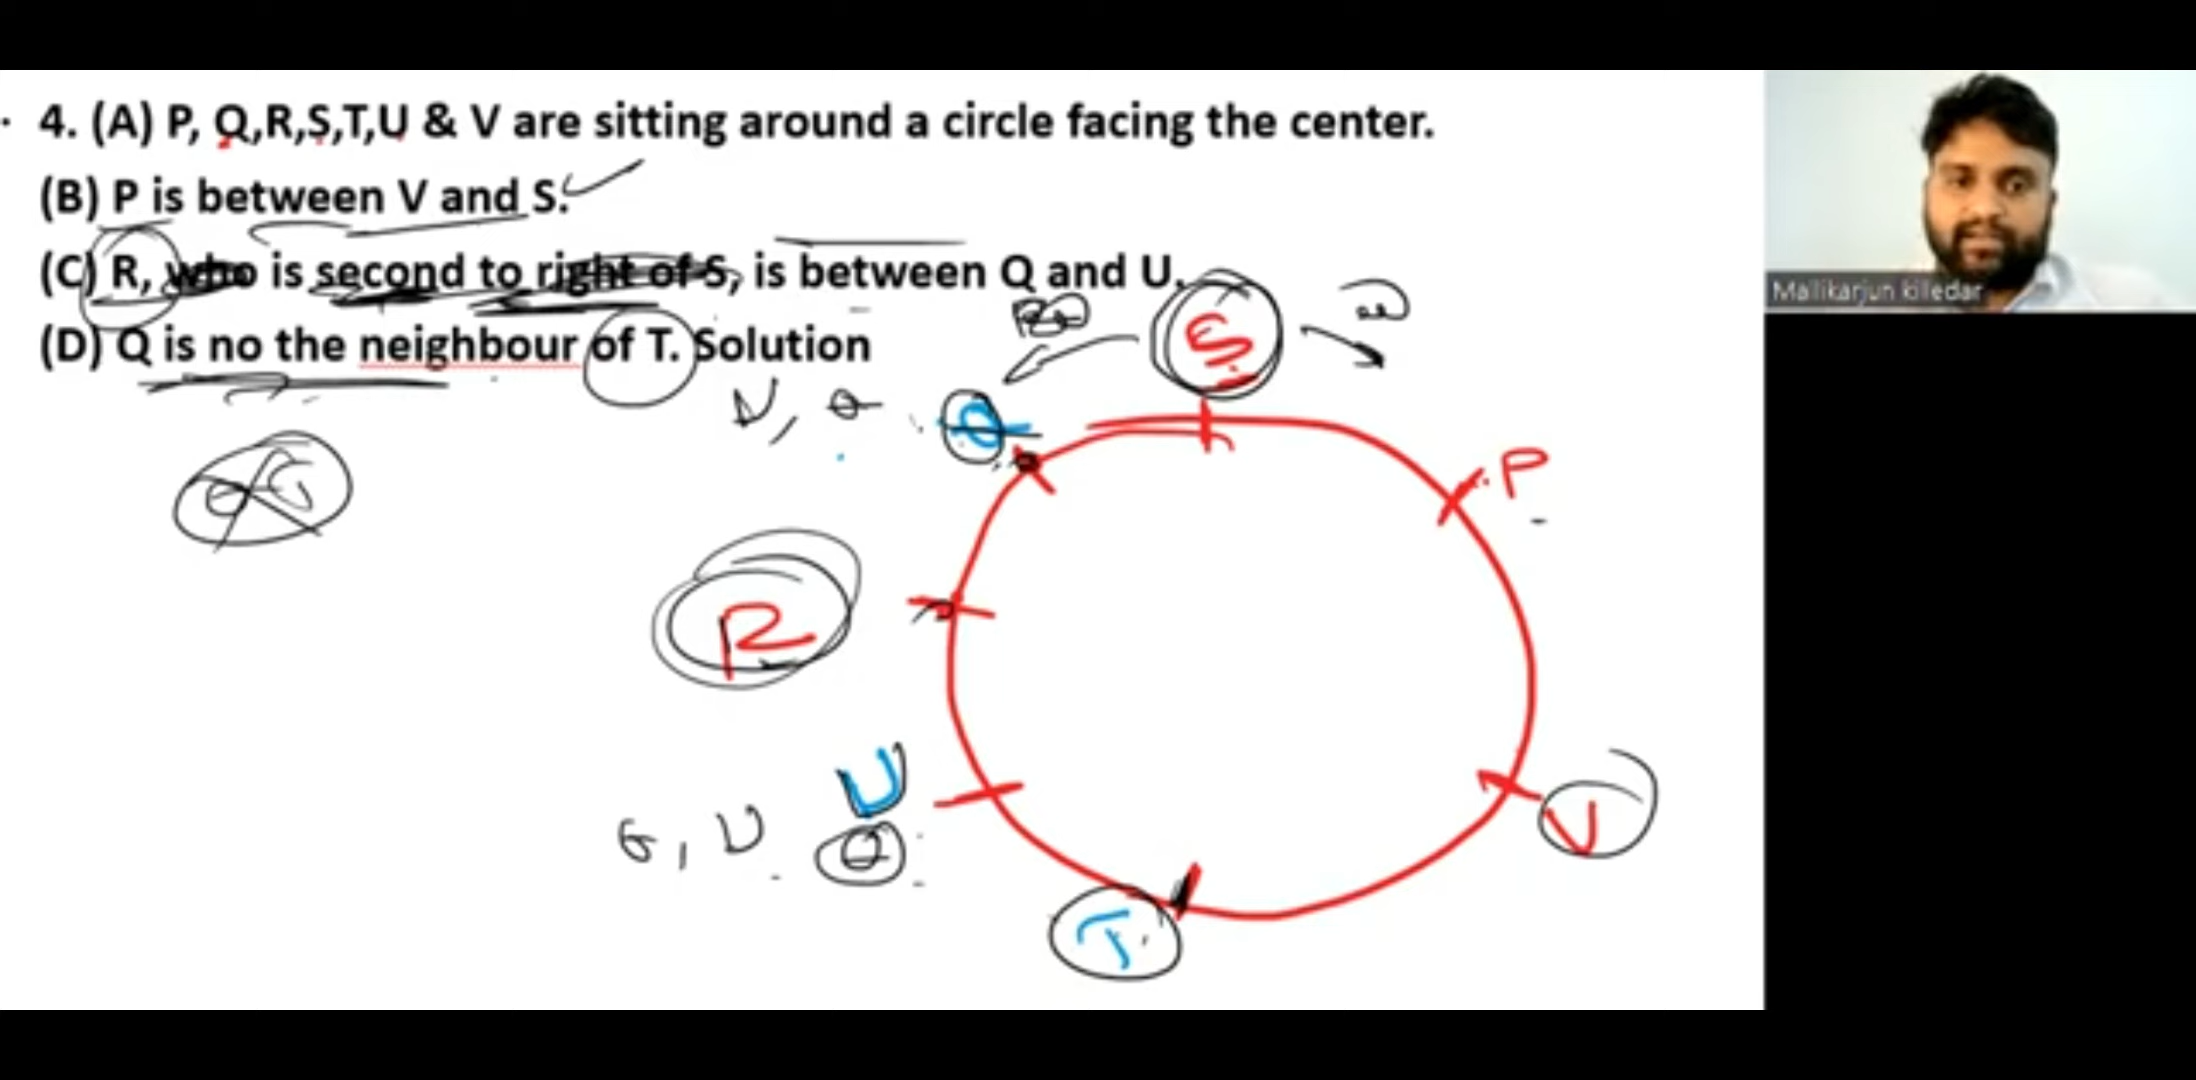 4. (A) P, Q,R,S,T,U & V are sitting around a circle facing the center.
(B) P is between V and S.
(C) R, who is second to right of S, is between Q and U.
(D) Q is no the neighbour of T. Solution
Mallikarjun killedar
S
U, Q
Q
P
R
U
Q, U
Q
V
T